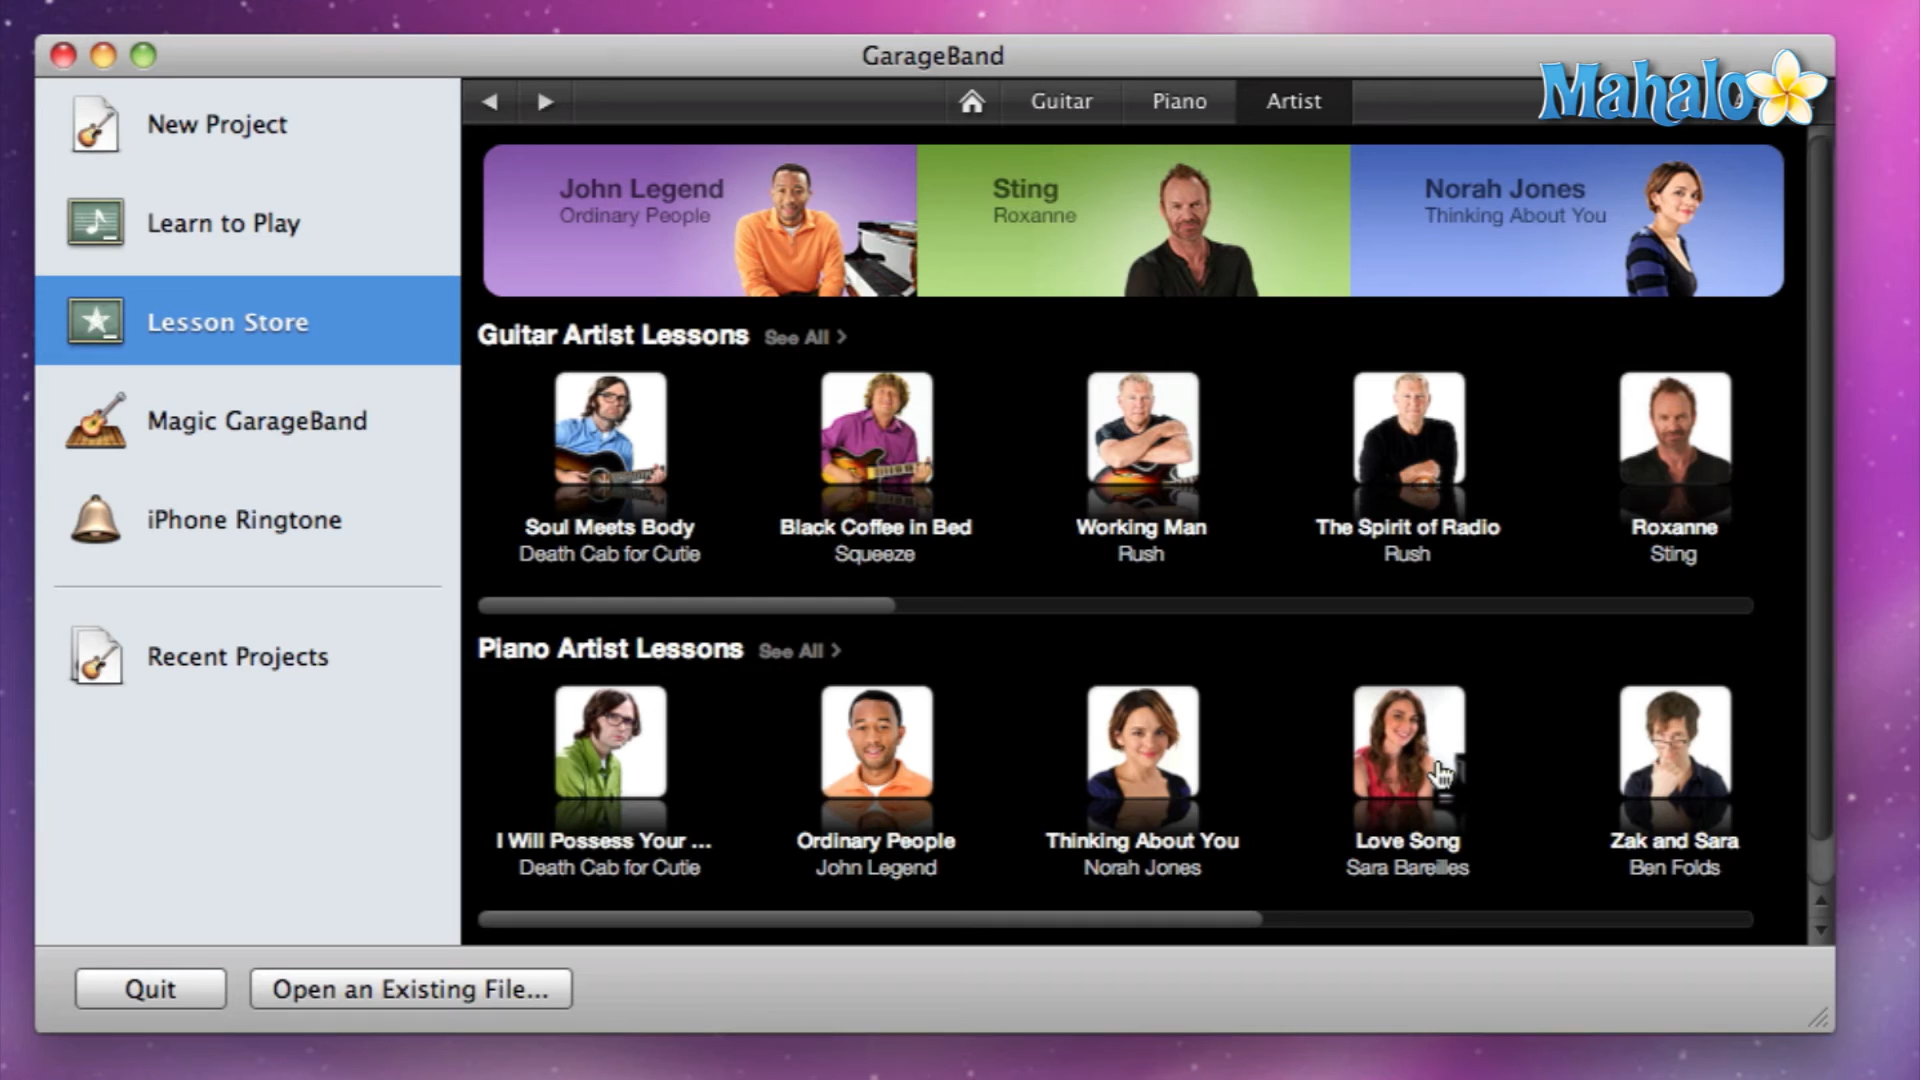 GarageBand
Mahalo
New Project
Learn to Play
Lesson Store
Magic GarageBand
iPhone Ringtone
Recent Projects
Guitar Piano Artist
John Legend
Ordinary People
Sting
Roxanne
Norah Jones
Thinking About You
Guitar Artist Lessons See All >
Soul Meets Body
Death Cab for Cutie
Black Coffee in Bed
Squeeze
Working Man
Rush
The Spirit of Radio
Rush
Roxanne
Sting
Piano Artist Lessons See All >
I Will Possess Your ...
Death Cab for Cutie
Ordinary People
John Legend
Thinking About You
Norah Jones
Love Song
Sara Bareilles
Zak and Sara
Ben Folds
Quit
Open an Existing File...